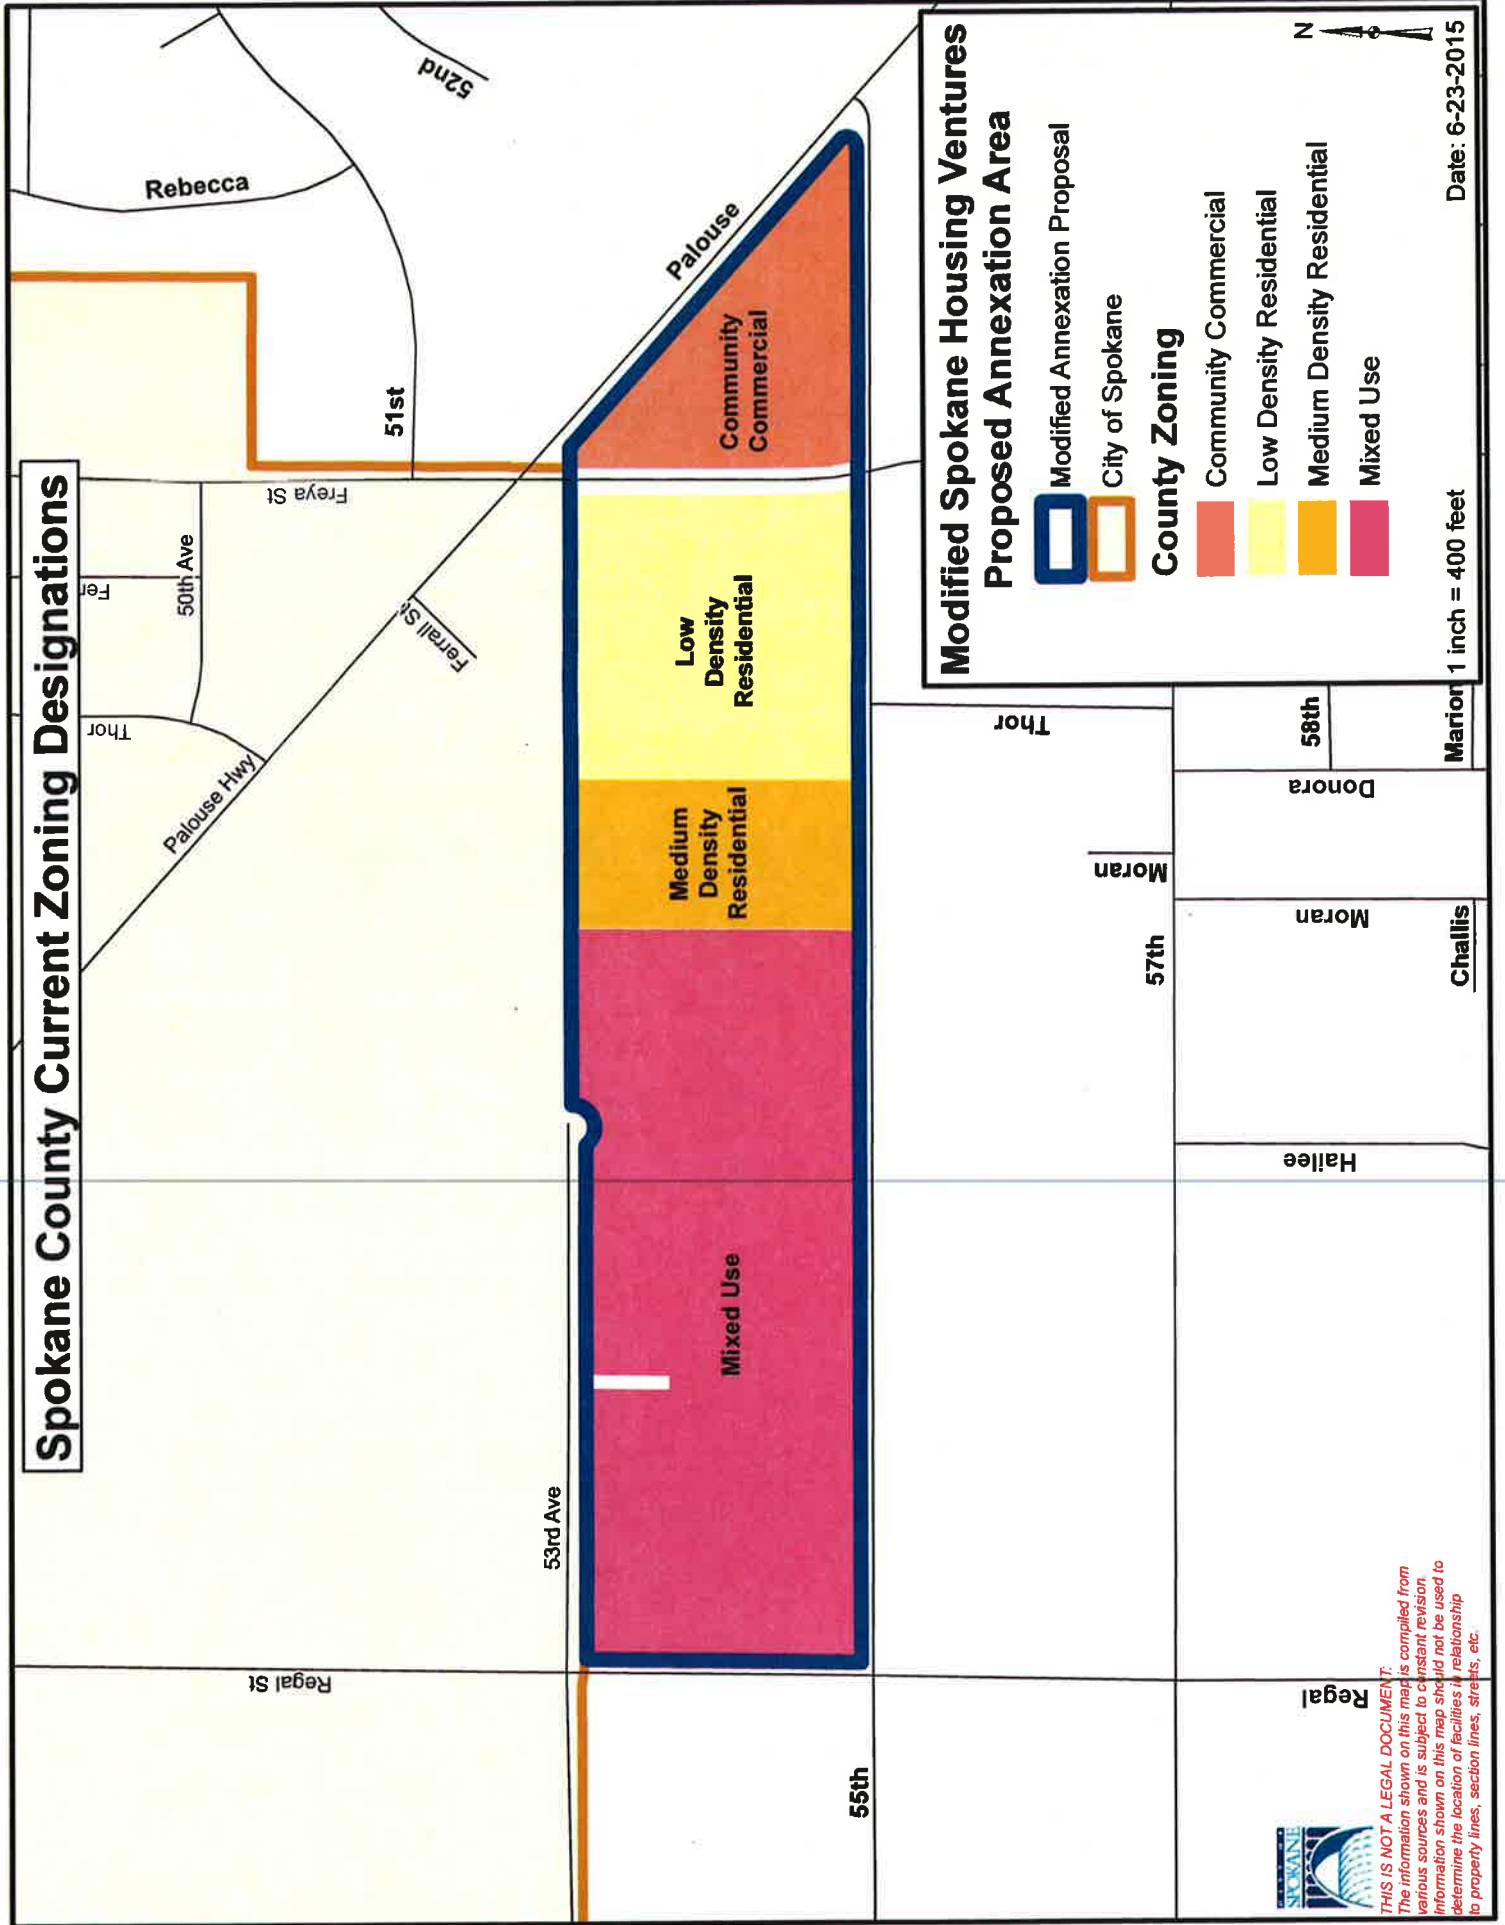 Spokane County Current Zoning Designations
52nd
Rebecca
Palouse
51st
Freya St
50th Ave
Fer
Thor
Palouse Hwy
Ferrall St
Community
Commercial
Low
Density
Residential
Medium
Density
Residential
Mixed Use
53rd Ave
Regal St
55th
Thor
57th
Moran
Moran
58th
Donora
Marion
Challis
Hailee
Regal
Modified Spokane Housing Ventures
Proposed Annexation Area
Modified Annexation Proposal
City of Spokane
County Zoning
Community Commercial
Low Density Residential
Medium Density Residential
Mixed Use
N
1 inch = 400 feet
Date: 6-23-2015
SPOKANE
THIS IS NOT A LEGAL DOCUMENT:
The information shown on this map is compiled from
various sources and is subject to constant revision.
Information shown on this map should not be used to
determine the location of facilities in relationship
to property lines, section lines, streets, etc.